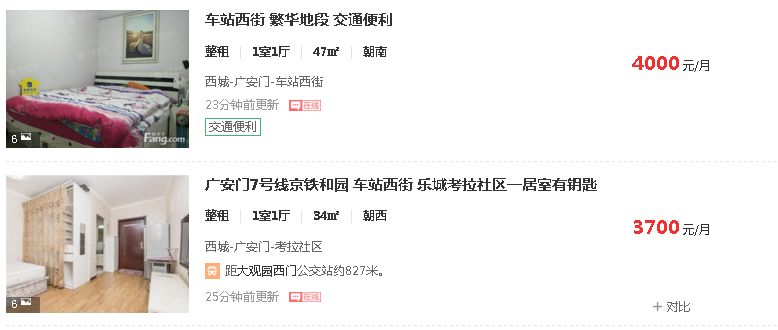 车站西街 繁华地段 交通便利
整租 1室1厅 47㎡ 朝南
4000元/月
西城-广安门-车站西街
23分钟前更新 在线
交通便利
6
Fang.com
广安门7号线京铁和园 车站西街 乐城考拉社区一居室有钥匙
整租 1室1厅 34㎡ 朝西
3700元/月
西城-广安门-考拉社区
距大观园西门公交站约827米。
25分钟前更新 在线
6
+ 对比